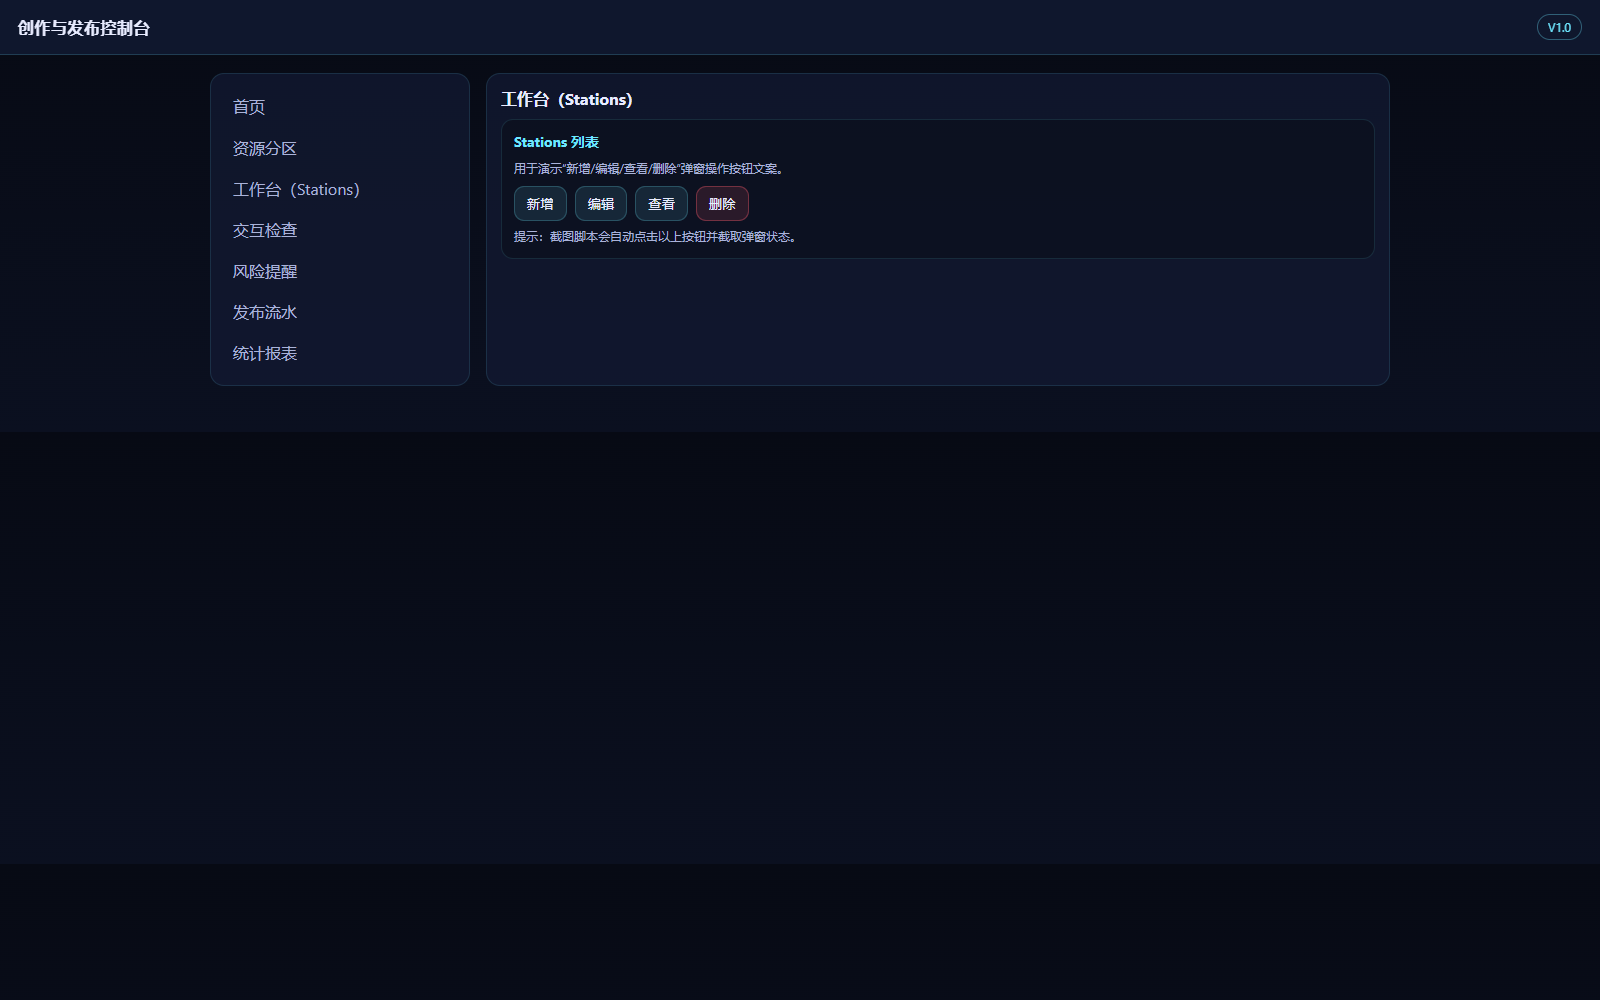 创作与发布控制台
V1.0
首页
资源分区
工作台（Stations）
交互检查
风险提醒
发布流水
统计报表
工作台（Stations）
Stations 列表
用于演示“新增/编辑/查看/删除”弹窗操作按钮文案。
新增 编辑 查看 删除
提示：截图脚本会自动点击以上按钮并截取弹窗状态。